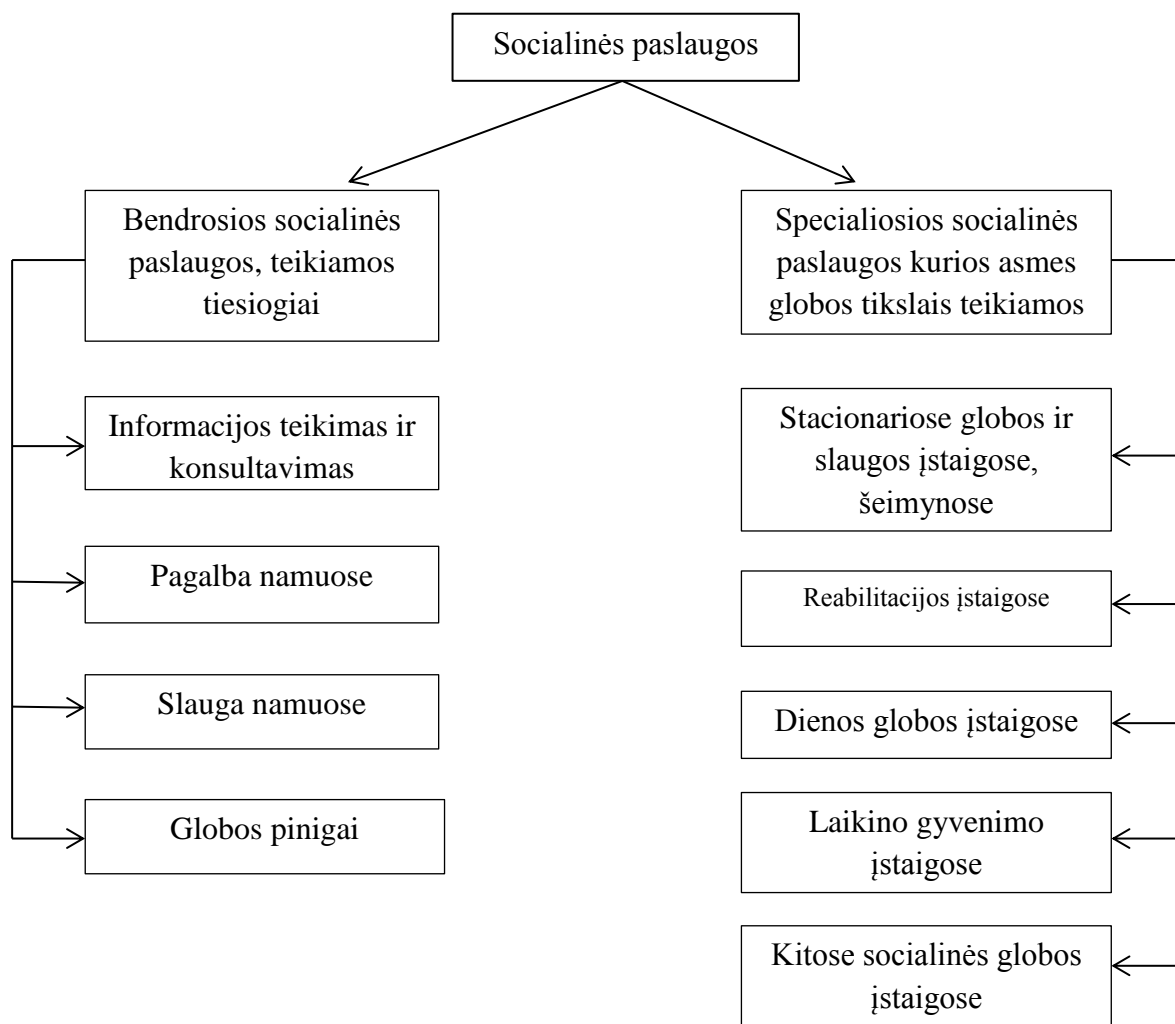 Socialinės paslaugos
Bendrosios socialinės
paslaugos, teikiamos
tiesiogiai
Informacijos teikimas ir
konsultavimas
Pagalba namuose
Slauga namuose
Globos pinigai
Specialiosios socialinės
paslaugos kurios asmes
globos tikslais teikiamos
Stacionariose globos ir
slaugos įstaigose,
šeimynose
Reabilitacijos įstaigose
Dienos globos įstaigose
Laikino gyvenimo
įstaigose
Kitose socialinės globos
įstaigose